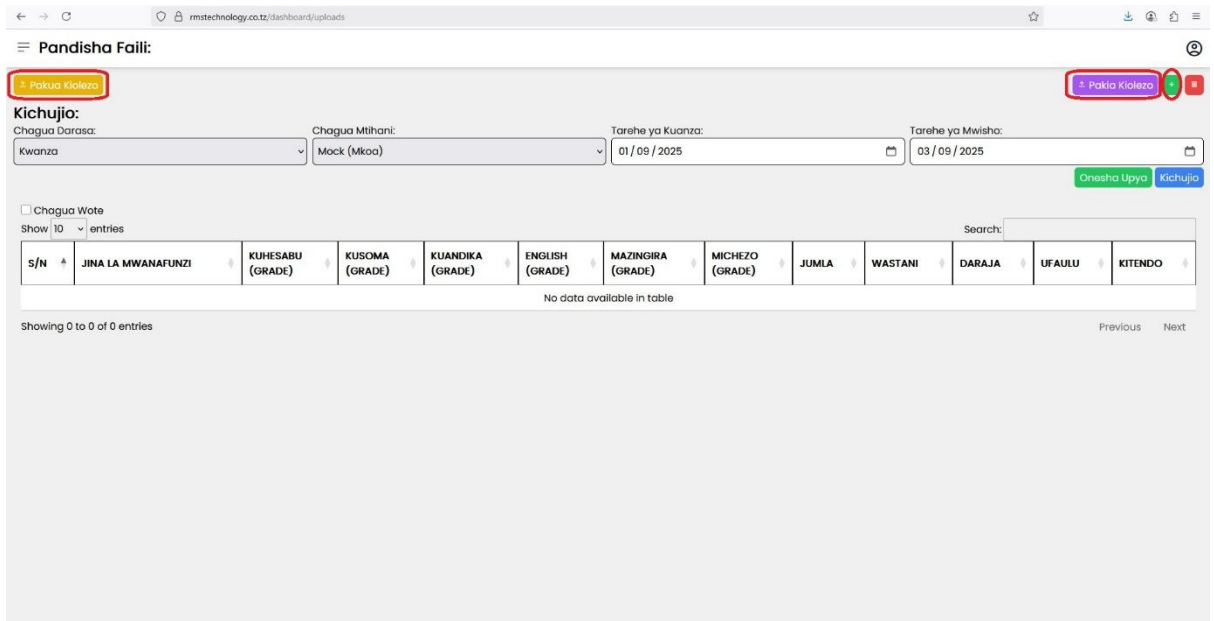 rmstechnology.co.tz/dashboard/uploads
Pandisha Faili:
Pakua Kiolezo Pakia Kiolezo +
Kichujio:
Chagua Darasa: Chagua Mtihani: Tarehe ya Kuanza: Tarehe ya Mwisho:
Kwanza Mock (Mkoa) 01 / 09 / 2025 03 / 09 / 2025
Onesha Upya Kichujio
Chagua Wote
Show 10 entries Search:
S/N JINA LA MWANAFUNZI KUHESABU (GRADE) KUSOMA (GRADE) KUANDIKA (GRADE) ENGLISH (GRADE) MAZINGIRA (GRADE) MICHEZO (GRADE) JUMLA WASTANI DARAJA UFAULU KITENDO
No data available in table
Showing 0 to 0 of 0 entries Previous Next